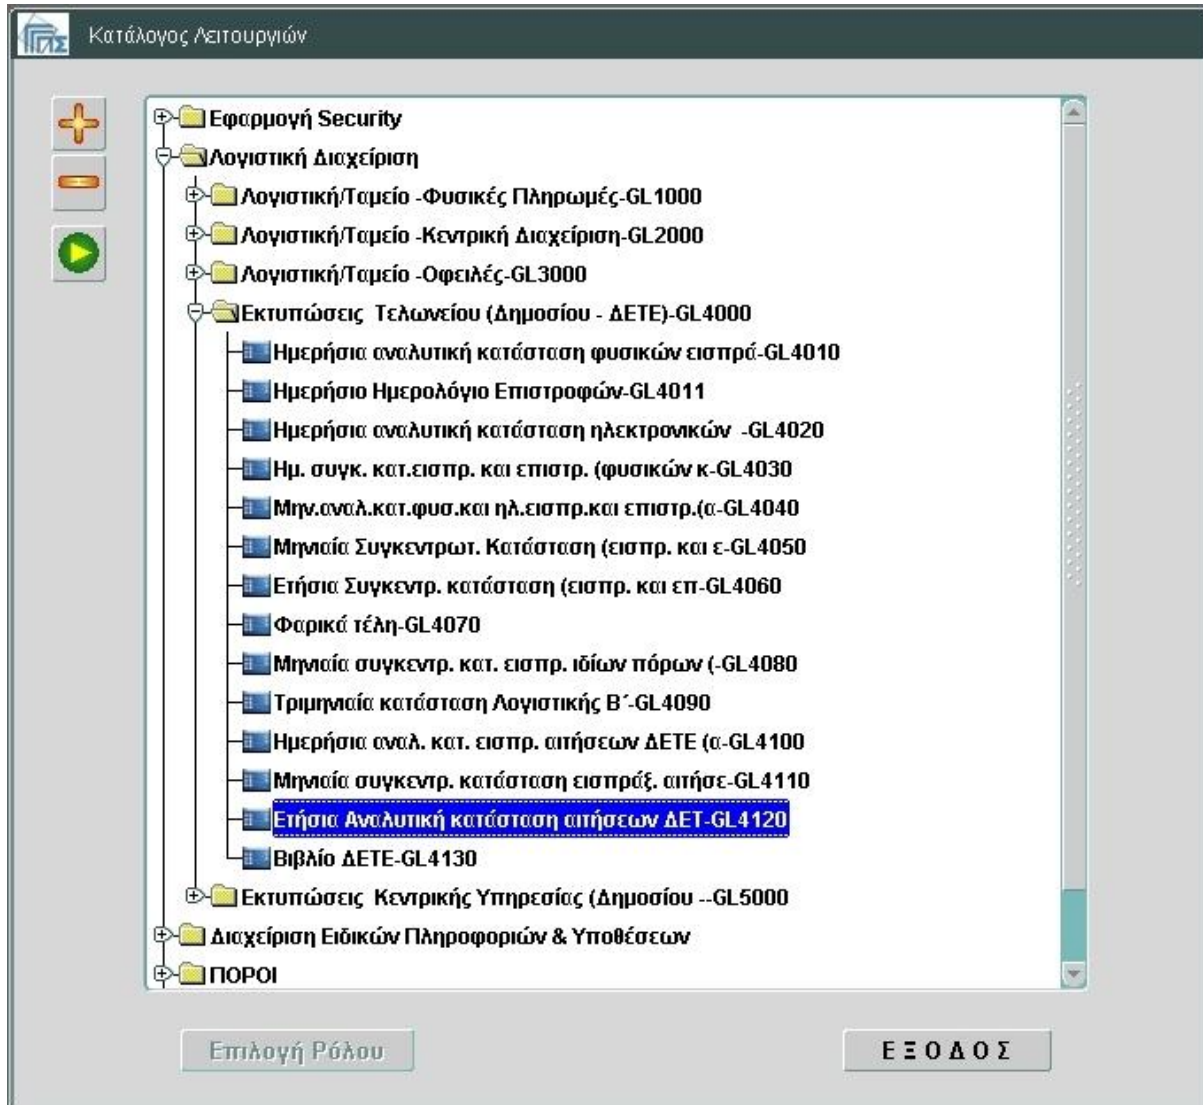 Κατάλογος Λειτουργιών
Εφαρμογή Security
Λογιστική Διαχείριση
Λογιστική/Ταμείο -Φυσικές Πληρωμές-GL1000
Λογιστική/Ταμείο -Κεντρική Διαχείριση-GL2000
Λογιστική/Ταμείο -Οφειλές-GL3000
Εκτυπώσεις Τελωνείου (Δημοσίου - ΔΕΤΕ)-GL4000
Ημερήσια αναλυτική κατάσταση φυσικών εισπρά-GL4010
Ημερήσιο Ημερολόγιο Επιστροφών-GL4011
Ημερήσια αναλυτική κατάσταση ηλεκτρονικών -GL4020
Ημ. συγκ. κατ.εισπρ. και επιστρ. (φυσικών κ-GL4030
Μην.αναλ.κατ.φυσ.και ηλ.εισπρ.και επιστρ.(α-GL4040
Μηνιαία Συγκεντρωτ. Κατάσταση (εισπρ. και ε-GL4050
Ετήσια Συγκεντρ. κατάσταση (εισπρ. και επ-GL4060
Φαρικά τέλη-GL4070
Μηνιαία συγκεντρ. κατ. εισπρ. ιδίων πόρων (-GL4080
Τριμηνιαία κατάσταση Λογιστικής Β΄-GL4090
Ημερήσια αναλ. κατ. εισπρ. αιτήσεων ΔΕΤΕ (α-GL4100
Μηνιαία συγκεντρ. κατάσταση εισπράξ. αιτήσε-GL4110
Ετήσια Αναλυτική κατάσταση αιτήσεων ΔΕΤ-GL4120
Βιβλίο ΔΕΤΕ-GL4130
Εκτυπώσεις Κεντρικής Υπηρεσίας (Δημοσίου --GL5000
Διαχείριση Ειδικών Πληροφοριών & Υποθέσεων
ΠΟΡΟΙ
Επιλογή Ρόλου
Ε Ξ Ο Δ Ο Σ